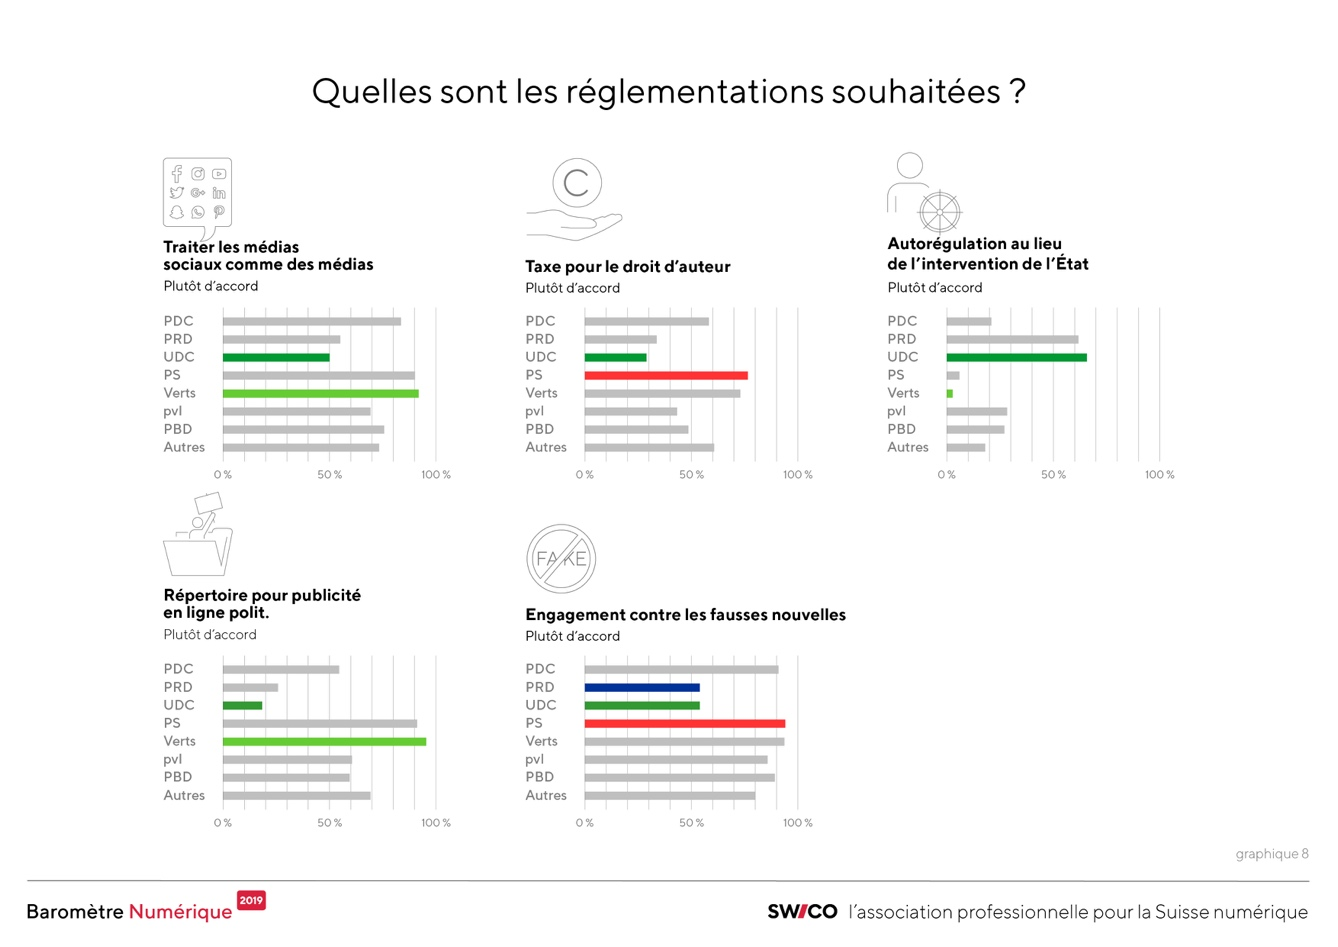 Quelles sont les réglementations souhaitées ?
Traiter les médias
sociaux comme des médias
Plutôt d'accord
PDC
PRD
UDC
PS
Verts
pvl
PBD
Autres
0 %
50 %
100 %
C
Taxe pour le droit d'auteur
Plutôt d'accord
PDC
PRD
UDC
PS
Verts
pvl
PBD
Autres
0 %
50 %
100 %
Autorégulation au lieu
de l'intervention de l'État
Plutôt d'accord
PDC
PRD
UDC
PS
Verts
pvl
PBD
Autres
0 %
50 %
100 %
Répertoire pour publicité
en ligne polit.
Plutôt d'accord
PDC
PRD
UDC
PS
Verts
pvl
PBD
Autres
0 %
50 %
100 %
FAKE
Engagement contre les fausses nouvelles
Plutôt d'accord
PDC
PRD
UDC
PS
Verts
pvl
PBD
Autres
0 %
50 %
100 %
graphique 8
Baromètre Numérique 2019
SWICO l'association professionnelle pour la Suisse numérique